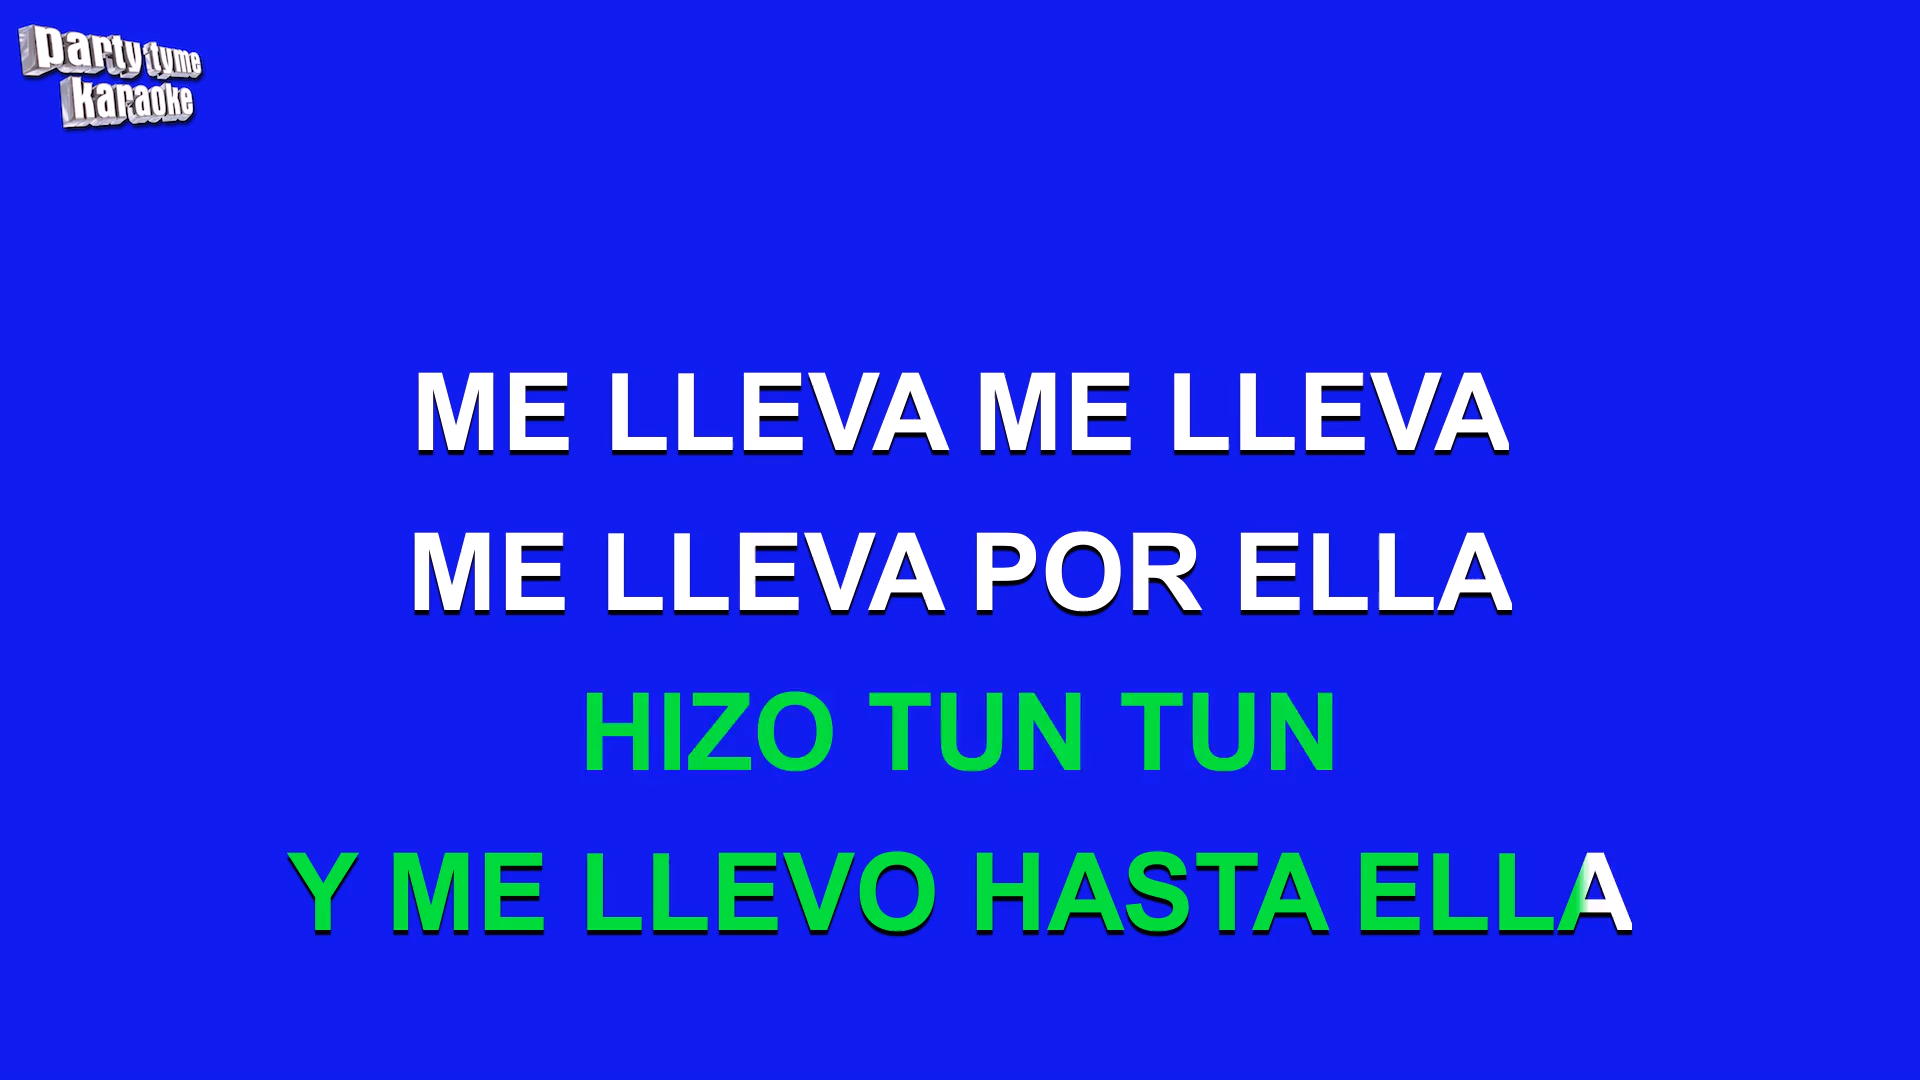 party tyme
karaoke
ME LLEVA ME LLEVA
ME LLEVA POR ELLA
HIZO TUN TUN
Y ME LLEVO HASTA ELLA